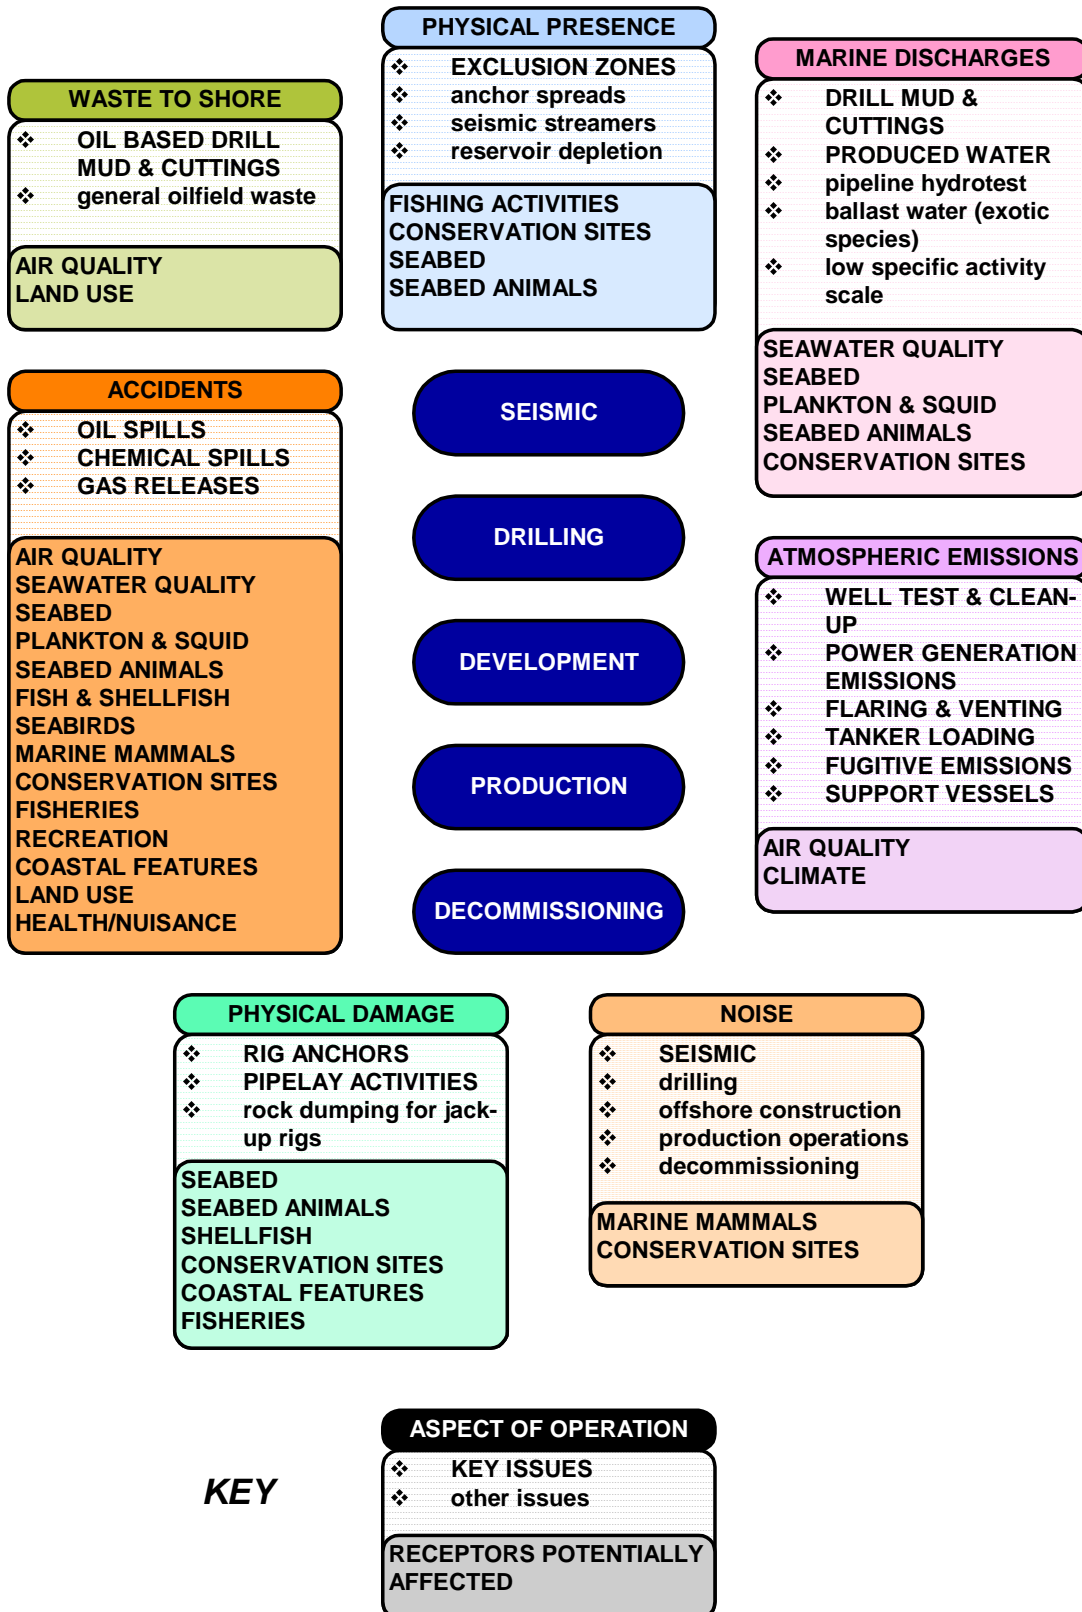 PHYSICAL PRESENCE
❖ EXCLUSION ZONES
❖ anchor spreads
❖ seismic streamers
❖ reservoir depletion
FISHING ACTIVITIES
CONSERVATION SITES
SEABED
SEABED ANIMALS
MARINE DISCHARGES
❖ DRILL MUD &
CUTTINGS
❖ PRODUCED WATER
❖ pipeline hydrotest
❖ ballast water (exotic
species)
❖ low specific activity
scale
SEAWATER QUALITY
SEABED
PLANKTON & SQUID
SEABED ANIMALS
CONSERVATION SITES
WASTE TO SHORE
❖ OIL BASED DRILL
MUD & CUTTINGS
❖ general oilfield waste
AIR QUALITY
LAND USE
ACCIDENTS
❖ OIL SPILLS
❖ CHEMICAL SPILLS
❖ GAS RELEASES
AIR QUALITY
SEAWATER QUALITY
SEABED
PLANKTON & SQUID
SEABED ANIMALS
FISH & SHELLFISH
SEABIRDS
MARINE MAMMALS
CONSERVATION SITES
FISHERIES
RECREATION
COASTAL FEATURES
LAND USE
HEALTH/NUISANCE
SEISMIC
DRILLING
DEVELOPMENT
PRODUCTION
DECOMMISSIONING
ATMOSPHERIC EMISSIONS
❖ WELL TEST & CLEAN-
UP
❖ POWER GENERATION
EMISSIONS
❖ FLARING & VENTING
❖ TANKER LOADING
❖ FUGITIVE EMISSIONS
❖ SUPPORT VESSELS
AIR QUALITY
CLIMATE
PHYSICAL DAMAGE
❖ RIG ANCHORS
❖ PIPELAY ACTIVITIES
❖ rock dumping for jack-
up rigs
SEABED
SEABED ANIMALS
SHELLFISH
CONSERVATION SITES
COASTAL FEATURES
FISHERIES
NOISE
❖ SEISMIC
❖ drilling
❖ offshore construction
❖ production operations
❖ decommissioning
MARINE MAMMALS
CONSERVATION SITES
KEY
ASPECT OF OPERATION
❖ KEY ISSUES
❖ other issues
RECEPTORS POTENTIALLY
AFFECTED